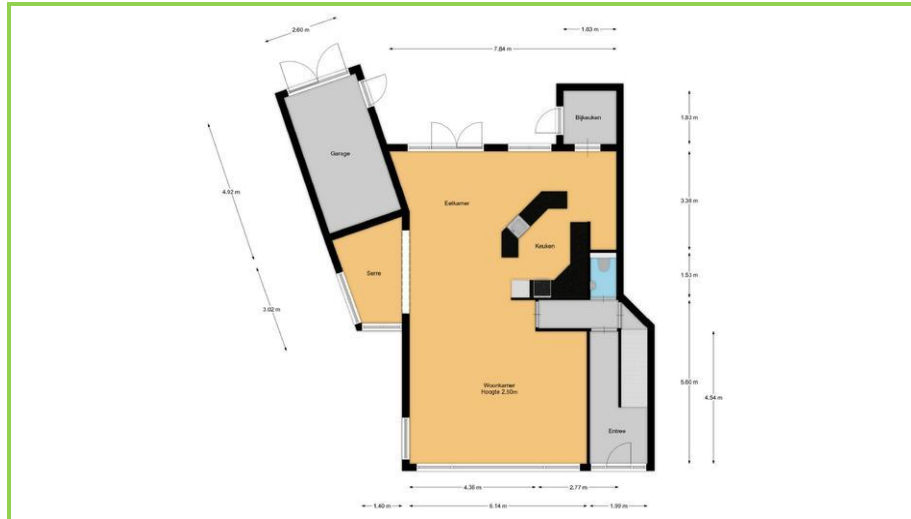 2.60 m
1.63 m
7.84 m
Bijkeuken
1.83 m
Garage
4.92 m
Eetkamer
3.34 m
Keuken
Serre
1.53 m
3.02 m
Woonkamer
Hoogte 2.50m
5.60 m
4.54 m
Entree
4.36 m
2.77 m
1.40 m
6.14 m
1.99 m